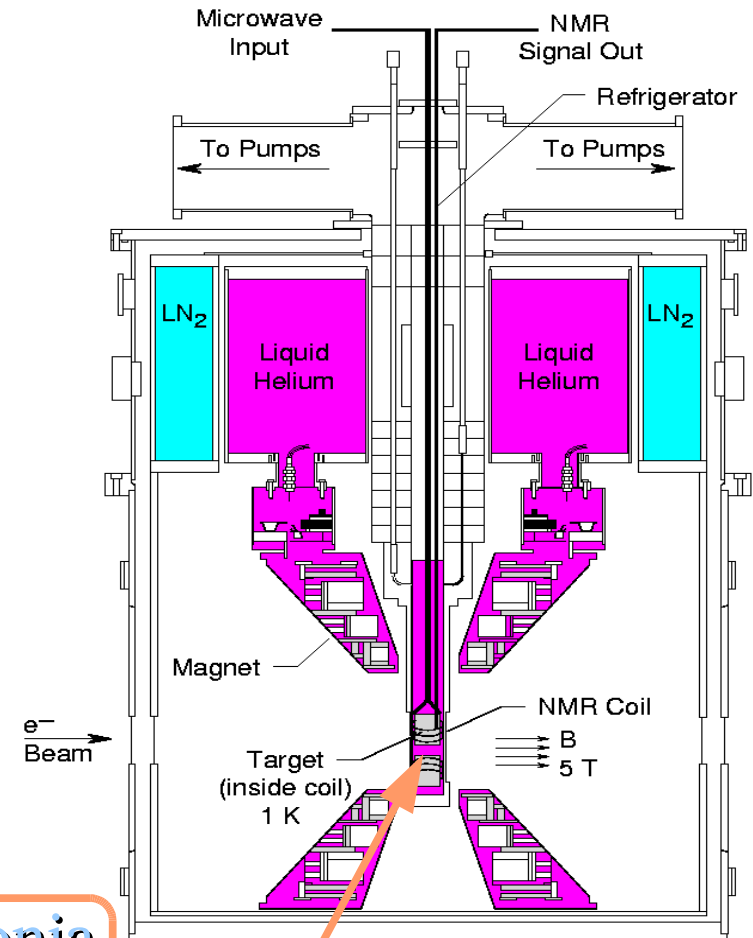 Microwave
Input
NMR
Signal Out
Refrigerator
To Pumps
To Pumps
LN2
LN2
Liquid
Helium
Liquid
Helium
Magnet
NMR Coil
e–
Beam
Target
(inside coil)
1 K
B
5 T